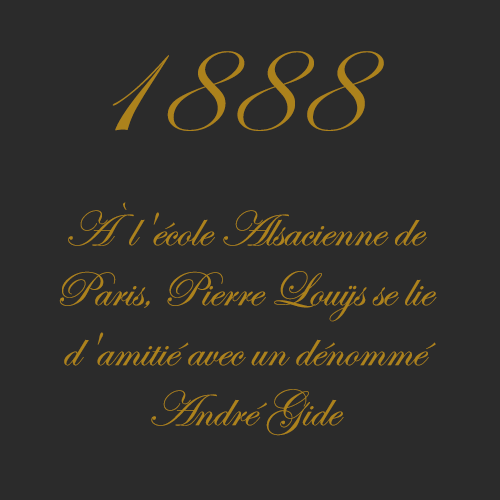 1888
À l'école Alsacienne de
Paris, Pierre Louÿs se lie
d'amitié avec un dénommé
André Gide